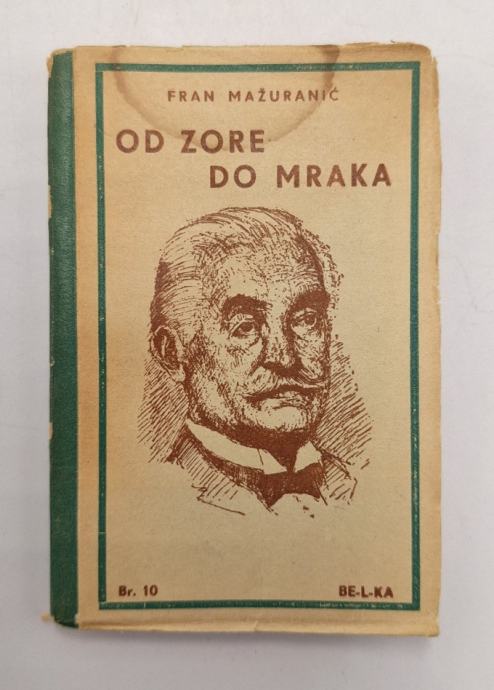 FRAN MAŽURANIĆ
OD ZORE
DO MRAKA
Br. 10
BE-L-KA